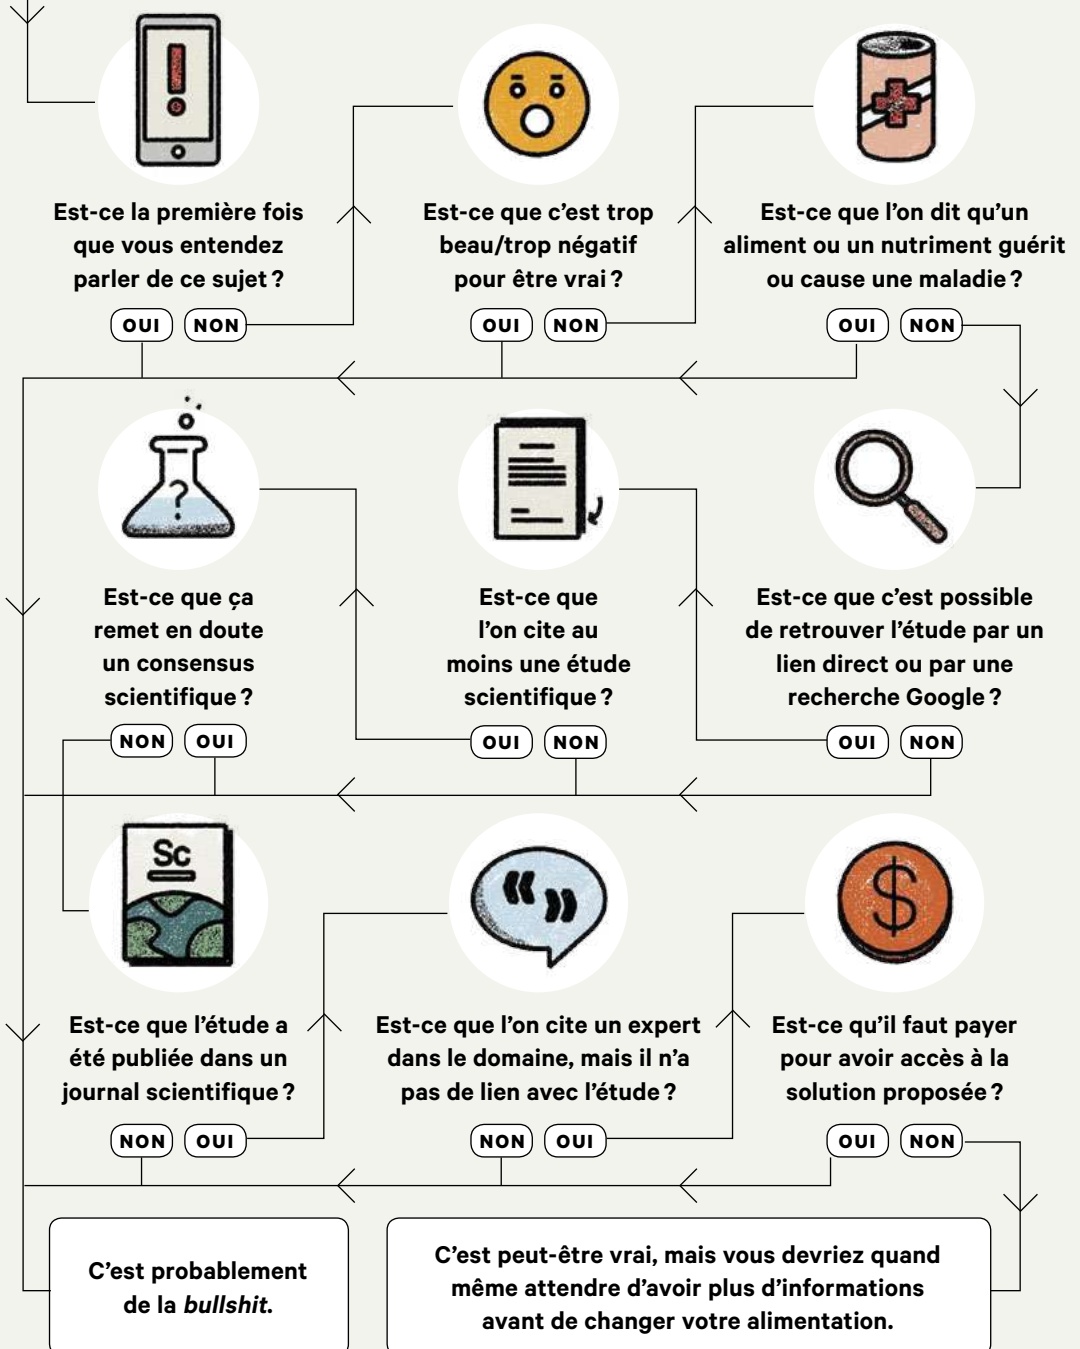 Est-ce la première fois
que vous entendez
parler de ce sujet ?
OUI NON
Est-ce que c’est trop
beau/trop négatif
pour être vrai ?
OUI NON
Est-ce que l’on dit qu’un
aliment ou un nutriment guérit
ou cause une maladie ?
OUI NON
?
Est-ce que ça
remet en doute
un consensus
scientifique ?
NON OUI
Est-ce que
l’on cite au
moins une étude
scientifique ?
OUI NON
Est-ce que c’est possible
de retrouver l’étude par un
lien direct ou par une
recherche Google ?
OUI NON
Sc
Est-ce que l’étude a
été publiée dans un
journal scientifique ?
NON OUI
Est-ce que l’on cite un expert
dans le domaine, mais il n’a
pas de lien avec l’étude ?
NON OUI
$
Est-ce qu’il faut payer
pour avoir accès à la
solution proposée ?
OUI NON
C’est probablement
de la bullshit.
C’est peut-être vrai, mais vous devriez quand
même attendre d’avoir plus d’informations
avant de changer votre alimentation.